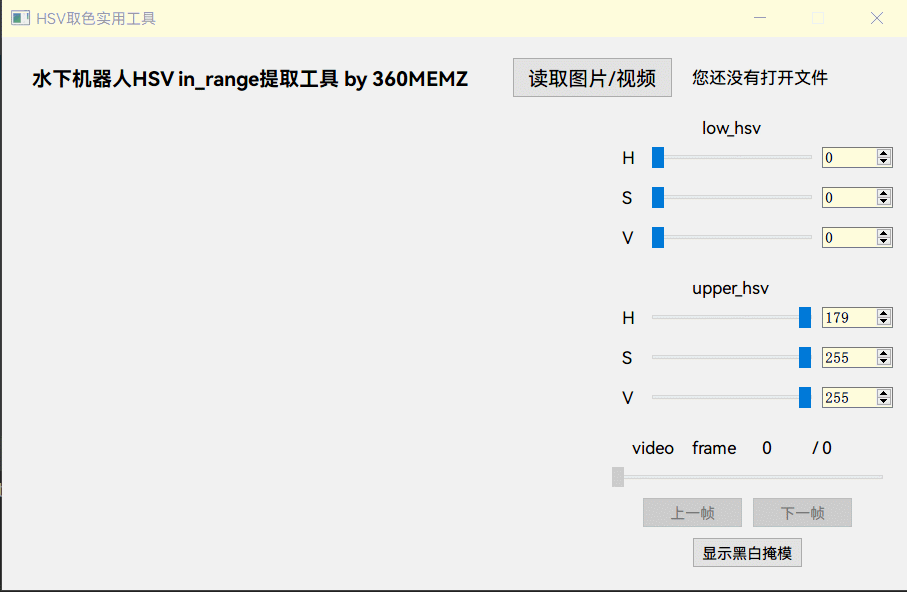 HSV取色实用工具
水下机器人HSV in_range提取工具 by 360MEMZ
读取图片/视频
您还没有打开文件
low_hsv
H 0
S 0
V 0
upper_hsv
H 179
S 255
V 255
video frame 0 / 0
上一帧 下一帧
显示黑白掩模